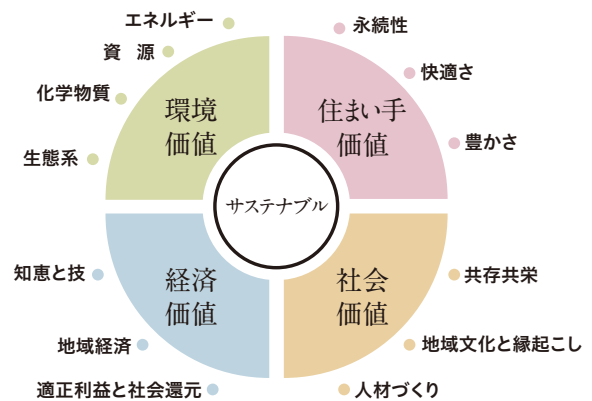 エネルギー
資　源
化学物質
生態系
環境
価値
永続性
快適さ
豊かさ
住まい手
価値
サステナブル
知恵と技
地域経済
適正利益と社会還元
経済
価値
共存共栄
地域文化と縁起こし
人材づくり
社会
価値